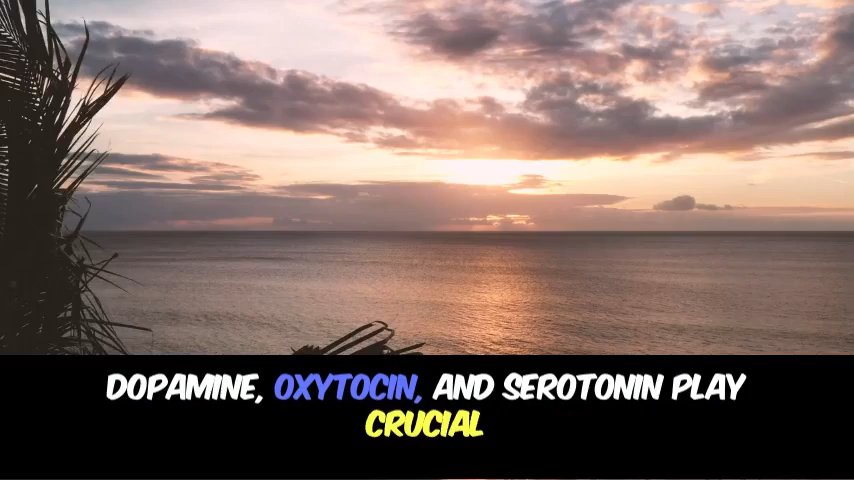 DOPAMINE, OXYTOCIN, AND SEROTONIN PLAY
CRUCIAL